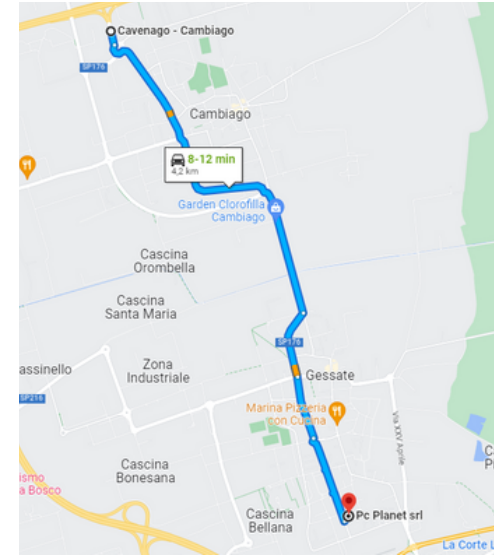 Cavenago - Cambiago
SP176
Cambiago
8-12 min
4,2 km
Garden Clorofilla
Cambiago
Cascina
Orombella
Cascina
Santa Maria
SP176
assinello
Zona
Industriale
Gessate
SP216
Marina Pizzeria
con Cucina
Via XXV Aprile
Cascina
Bonesana
ismo
a Bosco
C
P
Cascina
Bellana
Pc Planet srl
La Corte L